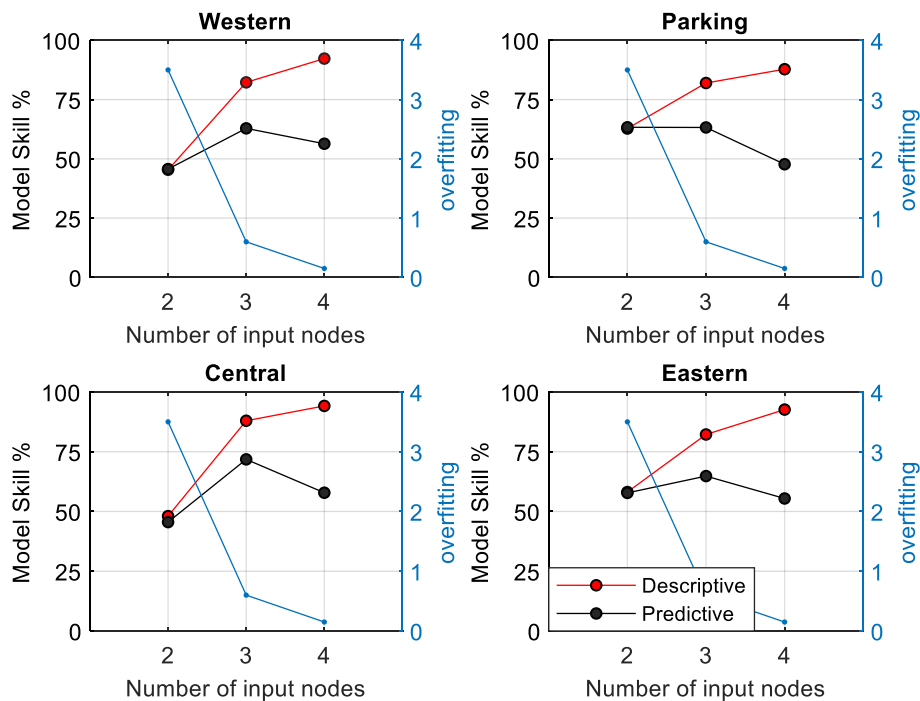 Western
Model Skill %
100
75
50
25
0
4
3
2
1
0
overfitting
2 3 4
Number of input nodes
Parking
Model Skill %
100
75
50
25
0
4
3
2
1
0
overfitting
2 3 4
Number of input nodes
Central
Model Skill %
100
75
50
25
0
4
3
2
1
0
overfitting
2 3 4
Number of input nodes
Eastern
Model Skill %
100
75
50
25
0
4
3
2
1
0
overfitting
Descriptive
Predictive
2 3 4
Number of input nodes